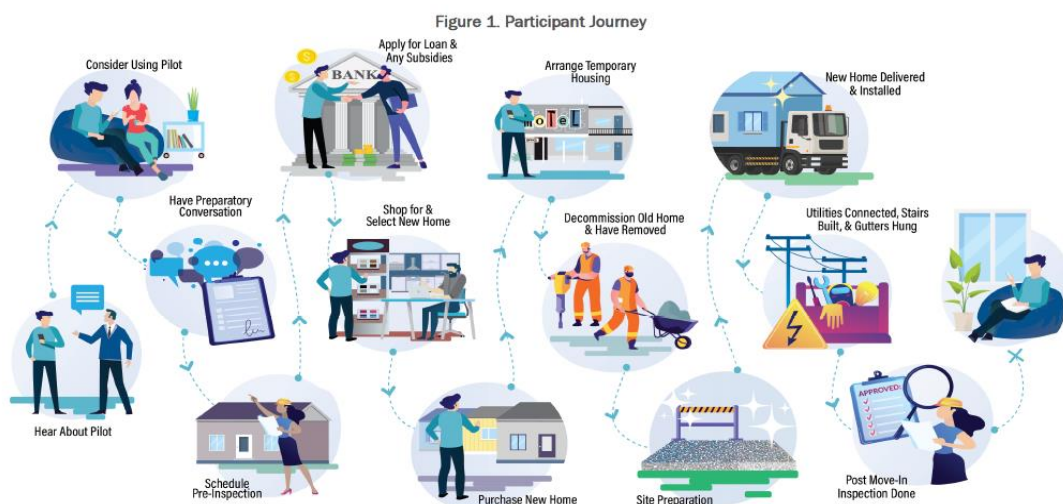 Figure 1. Participant Journey
Hear About Pilot
Consider Using Pilot
Have Preparatory
Conversation
Schedule
Pre-Inspection
Apply for Loan &
Any Subsidies
BANK
Shop for &
Select New Home
Purchase New Home
Arrange Temporary
Housing
Decommission Old Home
& Have Removed
Site Preparation
New Home Delivered
& Installed
Utilities Connected, Stairs
Built, & Gutters Hung
APPROVED:
Post Move-In
Inspection Done